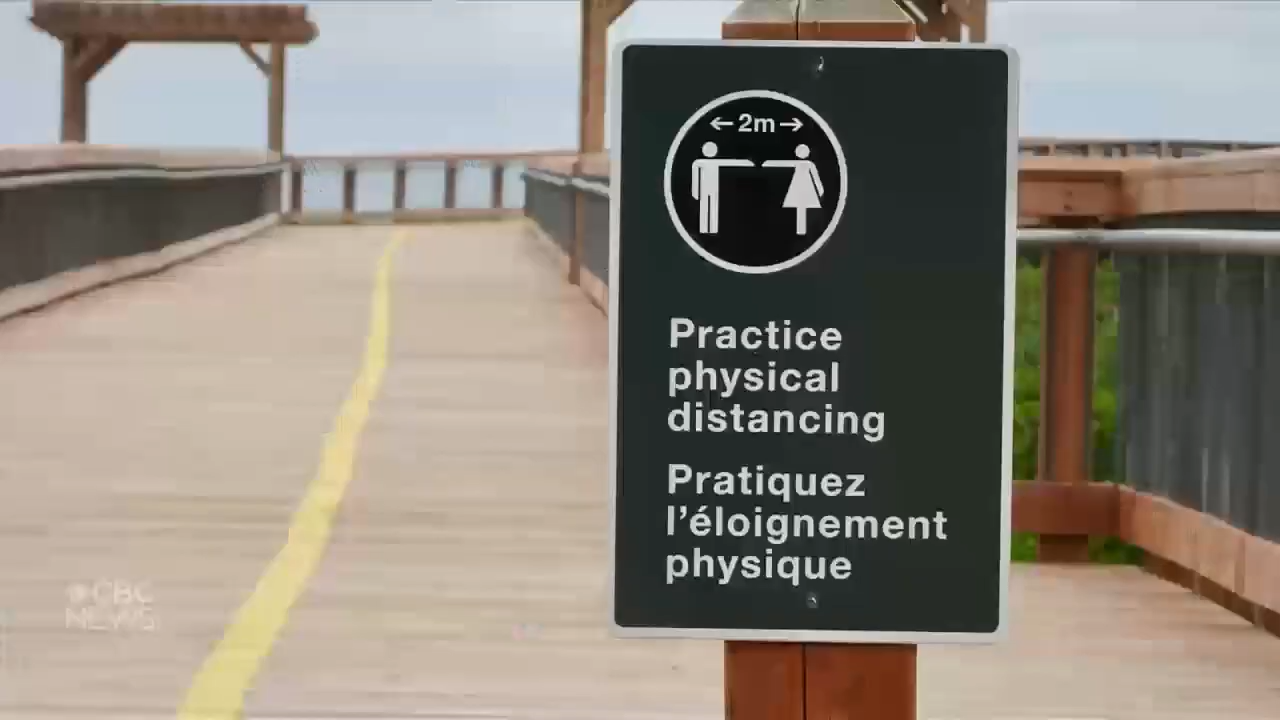 ←2m→
Practice
physical
distancing
Pratiquez
l'éloignement
physique
CBC
NEWS